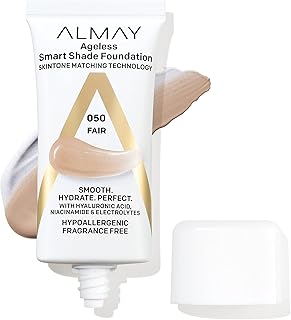 ALMAY
Ageless
Smart Shade Foundation
SKINTONE MATCHING TECHNOLOGY
050
FAIR
SMOOTH.
HYDRATE. PERFECT.
WITH HYALURONIC ACID,
NIACINAMIDE & ELECTROLYTES
HYPOALLERGENIC
FRAGRANCE FREE